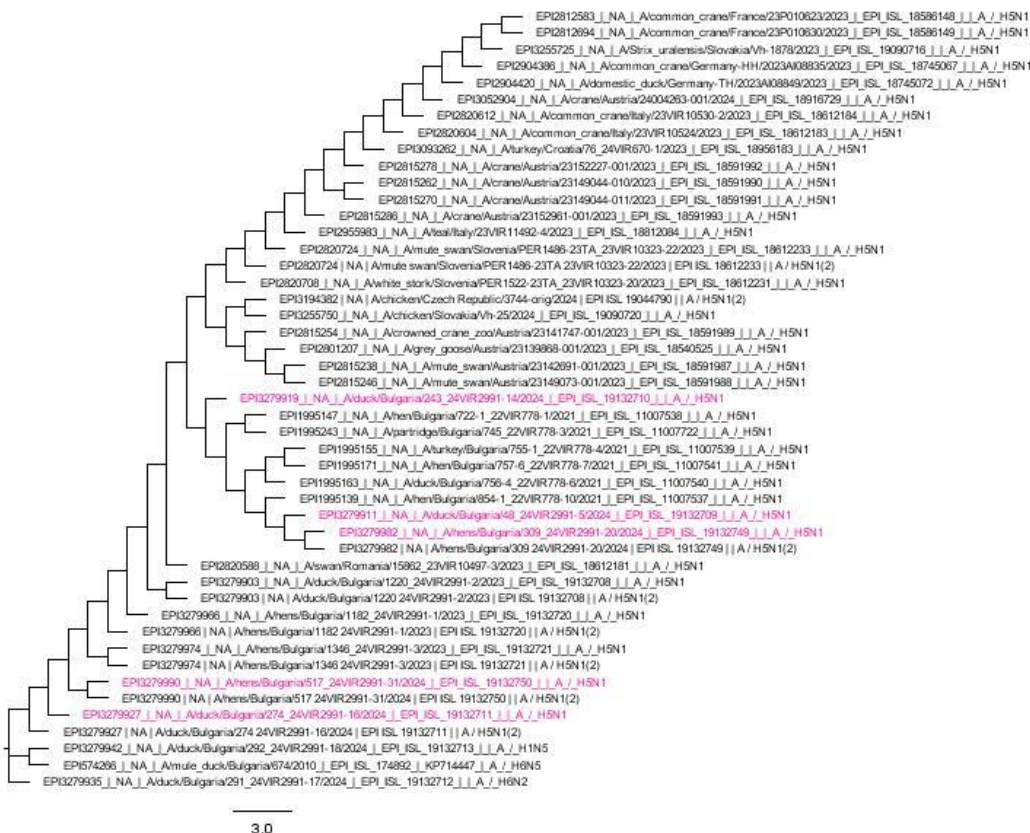 EPI2812583_|_NA_|_A/common_crane/France/23P010623/2023_|_EPI_ISL_18586148_|_|_A_/_H5N1
EPI2812694_|_NA_|_A/common_crane/France/23P010630/2023_|_EPI_ISL_18586149_|_|_A_/_H5N1
EPI3255725_|_NA_|_A/Strix_uralensis/Slovakia/Vh-1878/2023_|_EPI_ISL_19090716_|_|_A_/_H5N1
EPI2904386_|_NA_|_A/common_crane/Germany-HH/2023AI08835/2023_|_EPI_ISL_18745067_|_|_A_/_H5N1
EPI2904420_|_NA_|_A/domestic_duck/Germany-TH/2023AI08849/2023_|_EPI_ISL_18745072_|_|_A_/_H5N1
EPI3052904_|_NA_|_A/crane/Austria/24004263-001/2024_|_EPI_ISL_18916729_|_|_A_/_H5N1
EPI2820612_|_NA_|_A/common_crane/Italy/23VIR10530-2/2023_|_EPI_ISL_18612184_|_|_A_/_H5N1
EPI2820604_|_NA_|_A/common_crane/Italy/23VIR10524/2023_|_EPI_ISL_18612183_|_|_A_/_H5N1
EPI3093262_|_NA_|_A/turkey/Croatia/76_24VIR670-1/2023_|_EPI_ISL_18956183_|_|_A_/_H5N1
EPI2815278_|_NA_|_A/crane/Austria/23152227-001/2023_|_EPI_ISL_18591992_|_|_A_/_H5N1
EPI2815262_|_NA_|_A/crane/Austria/23149044-010/2023_|_EPI_ISL_18591990_|_|_A_/_H5N1
EPI2815270_|_NA_|_A/crane/Austria/23149044-011/2023_|_EPI_ISL_18591991_|_|_A_/_H5N1
EPI2815286_|_NA_|_A/crane/Austria/23152961-001/2023_|_EPI_ISL_18591993_|_|_A_/_H5N1
EPI2955983_|_NA_|_A/teal/Italy/23VIR11492-4/2023_|_EPI_ISL_18812084_|_|_A_/_H5N1
EPI2820724_|_NA_|_A/mute_swan/Slovenia/PER1486-23TA_23VIR10323-22/2023_|_EPI_ISL_18612233_|_|_A_/_H5N1
EPI2820724 | NA | A/mute swan/Slovenia/PER1486-23TA 23VIR10323-22/2023 | EPI ISL 18612233 | | A / H5N1(2)
EPI2820708_|_NA_|_A/white_stork/Slovenia/PER1522-23TA_23VIR10323-20/2023_|_EPI_ISL_18612231_|_|_A_/_H5N1
EPI3194382 | NA | A/chicken/Czech Republic/3744-orig/2024 | EPI ISL 19044790 | | A / H5N1(2)
EPI3255750_|_NA_|_A/chicken/Slovakia/Vh-25/2024_|_EPI_ISL_19090720_|_|_A_/_H5N1
EPI2815254_|_NA_|_A/crowned_crane_zoo/Austria/23141747-001/2023_|_EPI_ISL_18591989_|_|_A_/_H5N1
EPI2801207_|_NA_|_A/grey_goose/Austria/23139868-001/2023_|_EPI_ISL_18540525_|_|_A_/_H5N1
EPI2815238_|_NA_|_A/mute_swan/Austria/23142691-001/2023_|_EPI_ISL_18591987_|_|_A_/_H5N1
EPI2815246_|_NA_|_A/mute_swan/Austria/23149073-001/2023_|_EPI_ISL_18591988_|_|_A_/_H5N1
EPI3279919_|_NA_|_A/duck/Bulgaria/243_24VIR2991-14/2024_|_EPI_ISL_19132710_|_|_A_/_H5N1
EPI1995147_|_NA_|_A/hen/Bulgaria/722-1_22VIR778-1/2021_|_EPI_ISL_11007538_|_|_A_/_H5N1
EPI1995243_|_NA_|_A/partridge/Bulgaria/745_22VIR778-3/2021_|_EPI_ISL_11007722_|_|_A_/_H5N1
EPI1995155_|_NA_|_A/turkey/Bulgaria/755-1_22VIR778-4/2021_|_EPI_ISL_11007539_|_|_A_/_H5N1
EPI1995171_|_NA_|_A/hen/Bulgaria/757-6_22VIR778-7/2021_|_EPI_ISL_11007541_|_|_A_/_H5N1
EPI1995163_|_NA_|_A/duck/Bulgaria/756-4_22VIR778-6/2021_|_EPI_ISL_11007540_|_|_A_/_H5N1
EPI1995139_|_NA_|_A/hen/Bulgaria/854-1_22VIR778-10/2021_|_EPI_ISL_11007537_|_|_A_/_H5N1
EPI3279911_|_NA_|_A/duck/Bulgaria/48_24VIR2991-5/2024_|_EPI_ISL_19132709_|_|_A_/_H5N1
EPI3279982_|_NA_|_A/hens/Bulgaria/309_24VIR2991-20/2024_|_EPI_ISL_19132749_|_|_A_/_H5N1
EPI3279982 | NA | A/hens/Bulgaria/309 24VIR2991-20/2024 | EPI ISL 19132749 | | A / H5N1(2)
EPI2820588_|_NA_|_A/swan/Romania/15862_23VIR10497-3/2023_|_EPI_ISL_18612181_|_|_A_/_H5N1
EPI3279903_|_NA_|_A/duck/Bulgaria/1220_24VIR2991-2/2023_|_EPI_ISL_19132708_|_|_A_/_H5N1
EPI3279903 | NA | A/duck/Bulgaria/1220 24VIR2991-2/2023 | EPI ISL 19132708 | | A / H5N1(2)
EPI3279966_|_NA_|_A/hens/Bulgaria/1182_24VIR2991-1/2023_|_EPI_ISL_19132720_|_|_A_/_H5N1
EPI3279966 | NA | A/hens/Bulgaria/1182 24VIR2991-1/2023 | EPI ISL 19132720 | | A / H5N1(2)
EPI3279974_|_NA_|_A/hens/Bulgaria/1346_24VIR2991-3/2023_|_EPI_ISL_19132721_|_|_A_/_H5N1
EPI3279974 | NA | A/hens/Bulgaria/1346 24VIR2991-3/2023 | EPI ISL 19132721 | | A / H5N1(2)
EPI3279990_|_NA_|_A/hens/Bulgaria/517_24VIR2991-31/2024_|_EPI_ISL_19132750_|_|_A_/_H5N1
EPI3279990 | NA | A/hens/Bulgaria/517 24VIR2991-31/2024 | EPI ISL 19132750 | | A / H5N1(2)
EPI3279927_|_NA_|_A/duck/Bulgaria/274_24VIR2991-16/2024_|_EPI_ISL_19132711_|_|_A_/_H5N1
EPI3279927 | NA | A/duck/Bulgaria/274 24VIR2991-16/2024 | EPI ISL 19132711 | | A / H5N1(2)
EPI3279942_|_NA_|_A/duck/Bulgaria/292_24VIR2991-18/2024_|_EPI_ISL_19132713_|_|_A_/_H1N5
EPI574266_|_NA_|_A/mule_duck/Bulgaria/674/2010_|_EPI_ISL_174892_|_KP714447_|_A_/_H6N5
EPI3279935_|_NA_|_A/duck/Bulgaria/291_24VIR2991-17/2024_|_EPI_ISL_19132712_|_|_A_/_H6N2
3.0